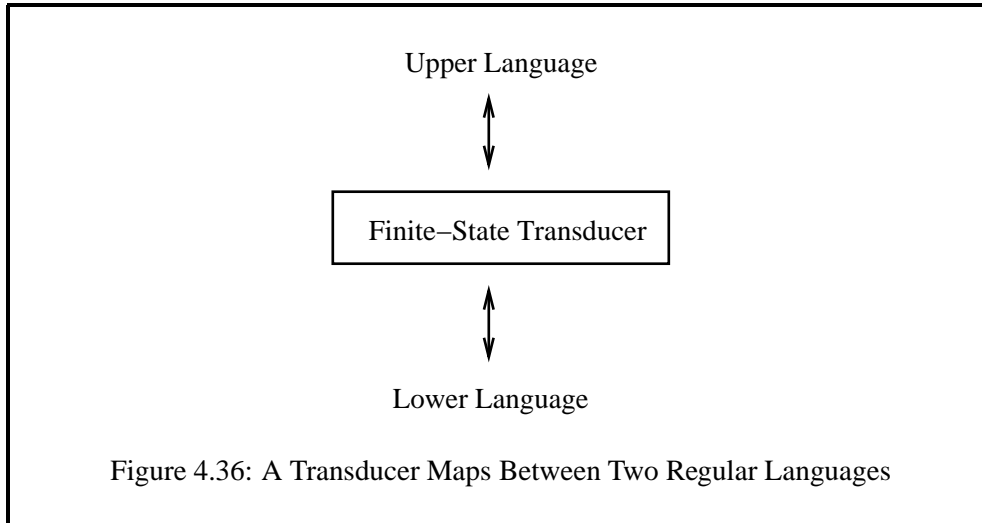 Upper Language
Finite–State Transducer
Lower Language
Figure 4.36: A Transducer Maps Between Two Regular Languages